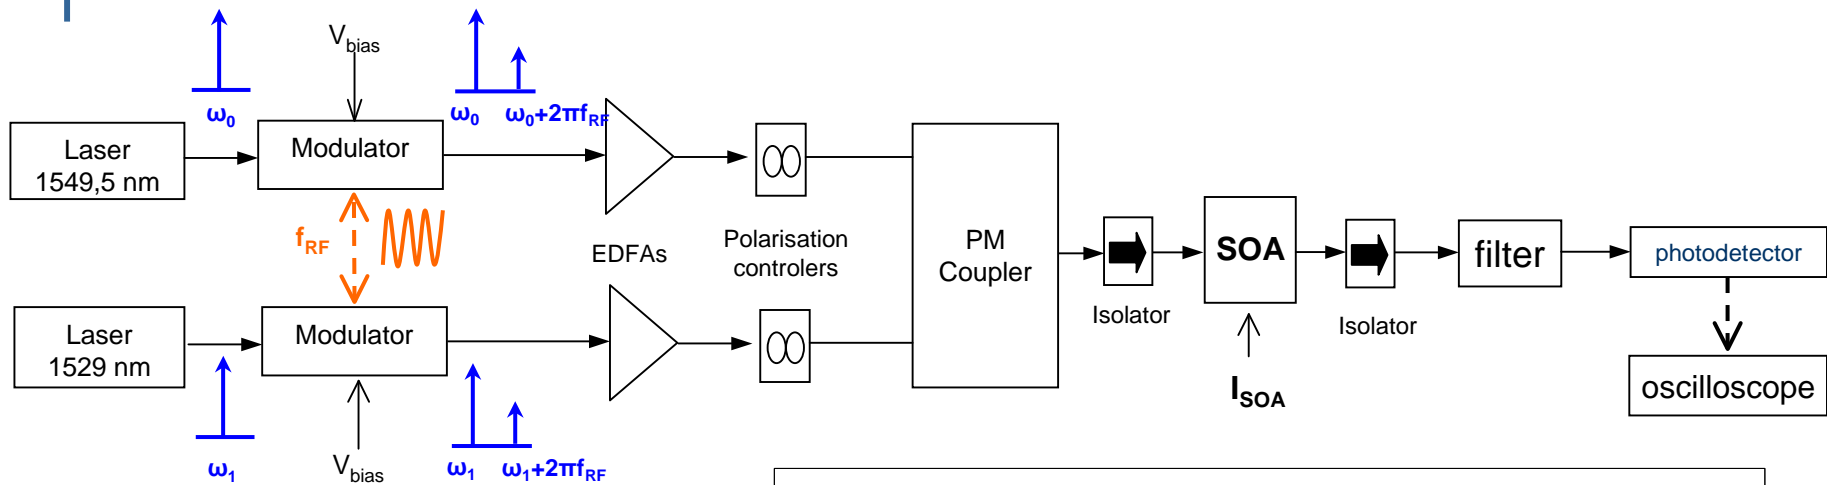 V_bias
ω₀
ω₀ ω₀+2πf_RF
Laser
1549,5 nm
Modulator
f_RF
EDFAs
Polarisation
controlers
PM
Coupler
Isolator
SOA
Isolator
filter
photodetector
I_SOA
oscilloscope
Laser
1529 nm
Modulator
ω₁
V_bias
ω₁ ω₁+2πf_RF